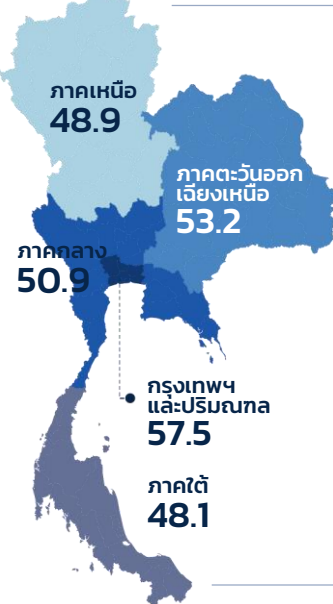 ภาคเหนือ
48.9
ภาคตะวันออก
เฉียงเหนือ
53.2
ภาคกลาง
50.9
กรุงเทพฯ
และปริมณฑล
57.5
ภาคใต้
48.1